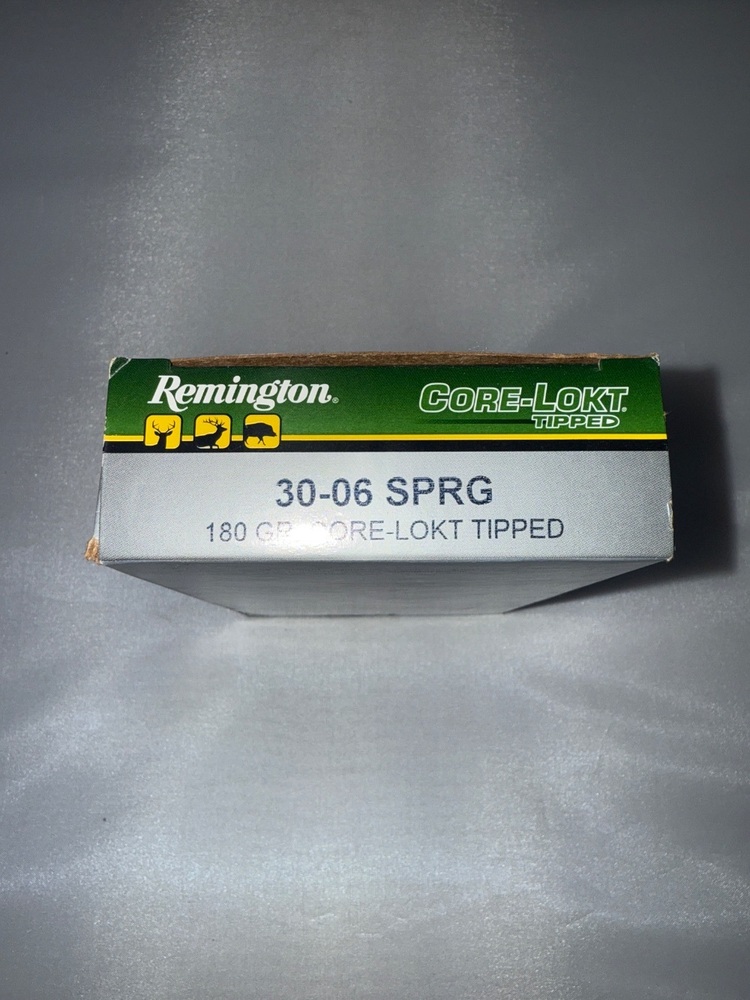 Remington®
CORE-LOKT®
TIPPED
30-06 SPRG
180 GR. CORE-LOKT TIPPED